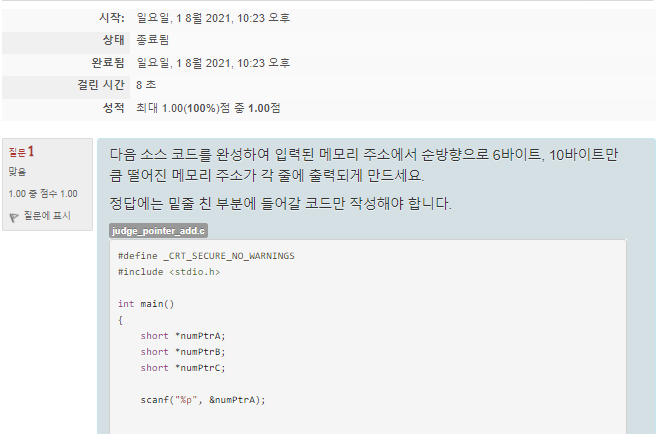 시작: 일요일, 1 8월 2021, 10:23 오후
상태 종료됨
완료됨 일요일, 1 8월 2021, 10:23 오후
걸린 시간 8 초
성적 최대 1.00(100%)점 중 1.00점
질문 1
맞음
1.00 중 점수 1.00
질문에 표시
다음 소스 코드를 완성하여 입력된 메모리 주소에서 순방향으로 6바이트, 10바이트만
큼 떨어진 메모리 주소가 각 줄에 출력되게 만드세요.
정답에는 밑줄 친 부분에 들어갈 코드만 작성해야 합니다.
judge_pointer_add.c
#define _CRT_SECURE_NO_WARNINGS
#include <stdio.h>
int main()
{
short *numPtrA;
short *numPtrB;
short *numPtrC;
scanf("%p", &numPtrA);